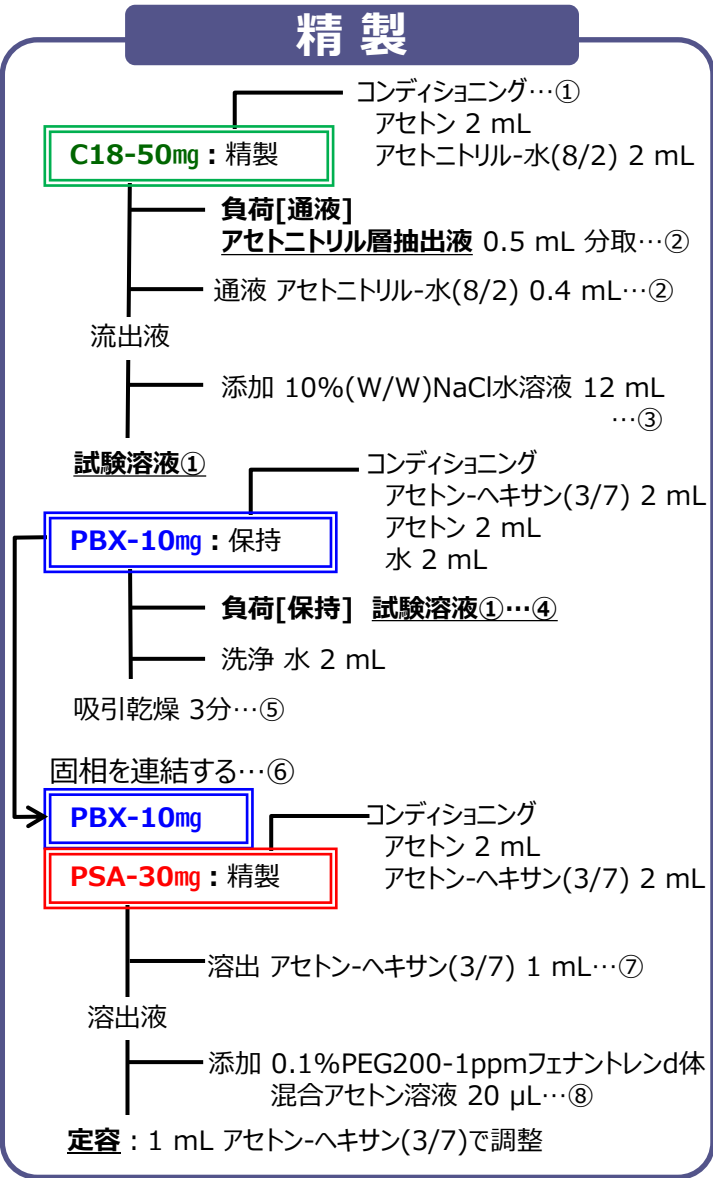 精 製
コンディショニング…①
アセトン 2 mL
アセトニトリル-水(8/2) 2 mL
C18-50㎎：精製
負荷[通液]
アセトニトリル層抽出液 0.5 mL 分取…②
通液 アセトニトリル-水(8/2) 0.4 mL…②
流出液
添加 10%(W/W)NaCl水溶液 12 mL
…③
試験溶液①
コンディショニング
アセトン-ヘキサン(3/7) 2 mL
アセトン 2 mL
水 2 mL
PBX-10㎎：保持
負荷[保持] 試験溶液①…④
洗浄 水 2 mL
吸引乾燥 3分…⑤
固相を連結する…⑥
PBX-10㎎
コンディショニング
アセトン 2 mL
アセトン-ヘキサン(3/7) 2 mL
PSA-30㎎：精製
溶出 アセトン-ヘキサン(3/7) 1 mL…⑦
溶出液
添加 0.1%PEG200-1ppmフェナントレンd体
混合アセトン溶液 20 µL…⑧
定容：1 mL アセトン-ヘキサン(3/7)で調整